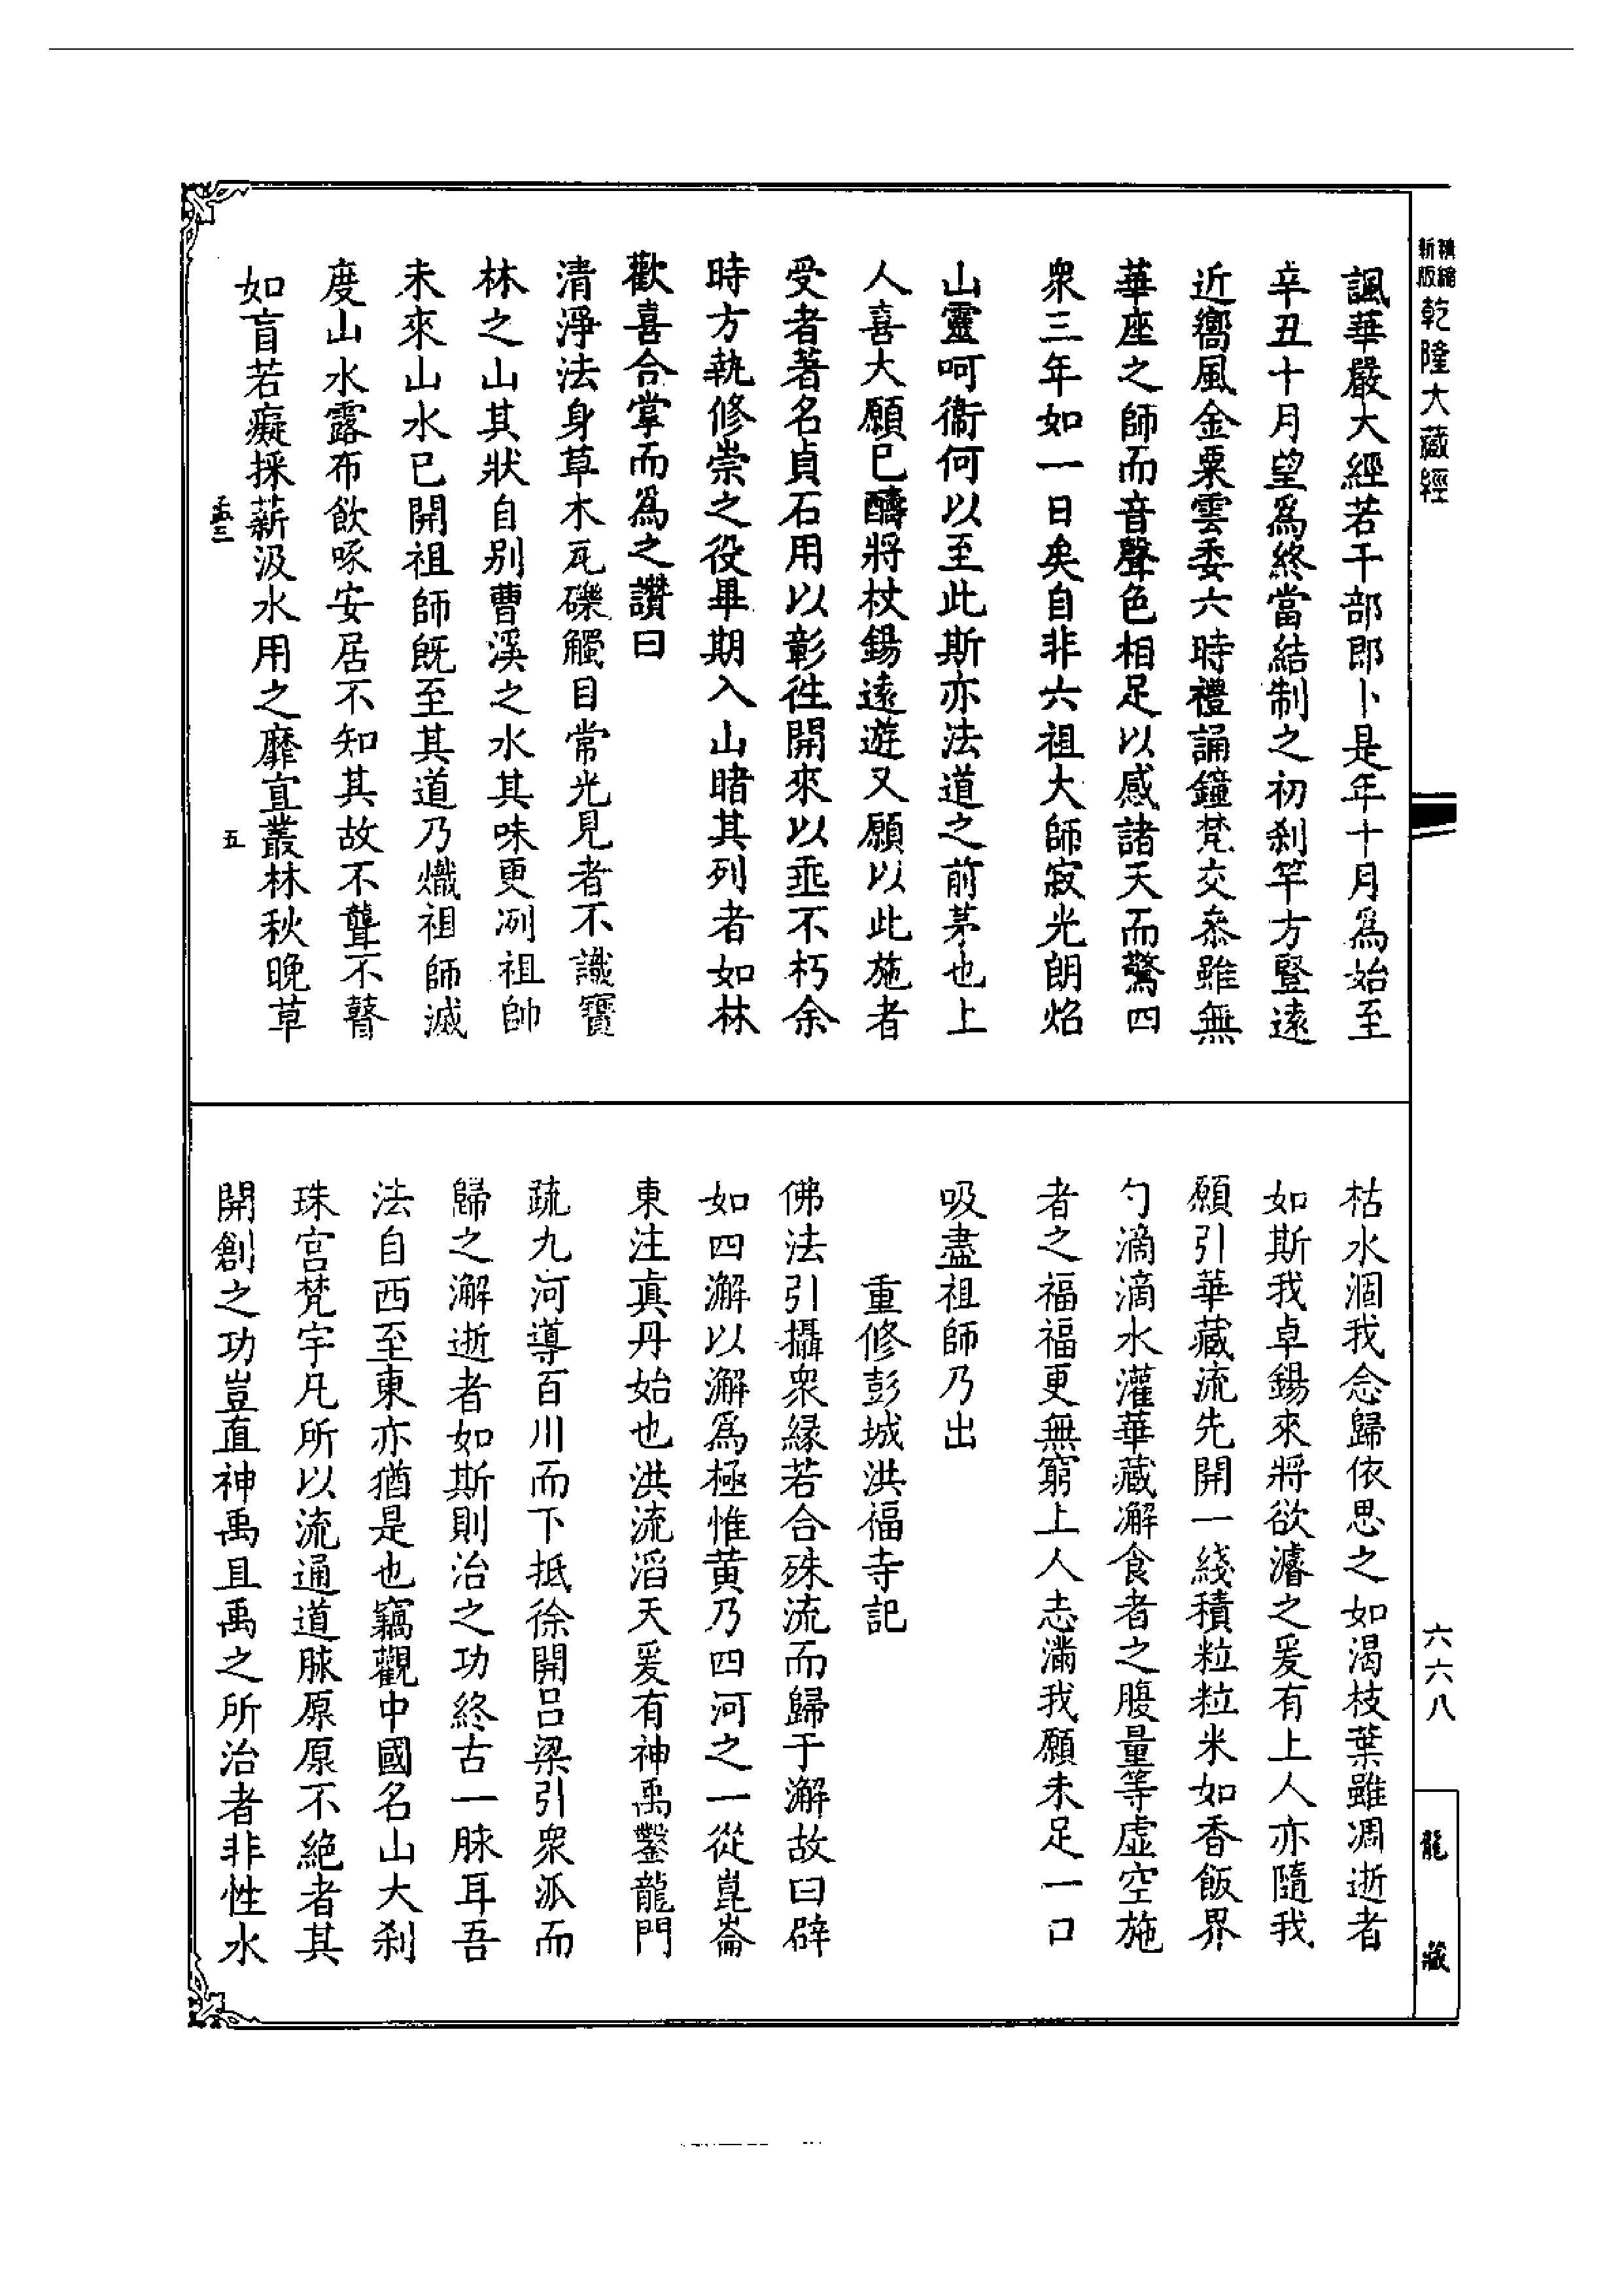 精縮
新版
乾隆大藏經
諷華嚴大經若干部即卜是年十月爲始至
辛丑十月望爲終當結制之初刹竿方豎遠
近嚮風金粟雲委六時禮誦鐘梵交叅雖無
華座之師而音聲色相足以感諸天而驚四
衆三年如一日矣自非六祖大師寂光朗焰
山靈呵衞何以至此斯亦法道之前茅也上
人喜大願已醻將杖錫遠遊又願以此施者
受者著名貞石用以彰徃開來以埀不朽余
時方執修崇之役畢期入山睹其列者如林
歡喜合掌而爲之讚曰
清淨法身草木瓦礫觸目常光見者不識寳
林之山其狀自别曹溪之水其味更冽祖師
未來山水已開祖師旣至其道乃熾祖師滅
度山水露布飲啄安居不知其故不聾不瞽
如盲若癡採薪汲水用之靡宜叢林秋晚草
孟三
五
枯水涸我念歸依思之如渴枝葉雖凋逝者
如斯我卓錫來將欲濬之爰有上人亦隨我
願引華藏流先開一綫積粒粒米如香飯界
勺滴滴水灌華藏澥食者之腹量等虛空施
者之福福更無窮上人志滿我願未足一口
吸盡祖師乃出
重修彭城洪福寺記
佛法引攝衆緣若合殊流而歸于澥故曰辟
如四澥以澥爲極惟黄乃四河之一從崑崙
東注真丹始也洪流滔天爰有神禹鑿龍門
疏九河導百川而下抵徐開呂梁引衆派而
歸之澥逝者如斯則治之功終古一脉耳吾
法自西至東亦猶是也竊觀中國名山大刹
珠宫梵宇凡所以流通道脉原原不絶者其
開創之功豈直神禹且禹之所治者非性水
六六八
龍藏